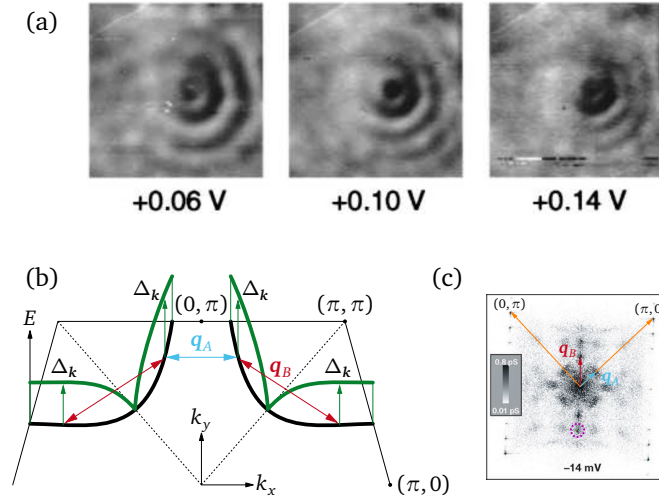 (a)
+0.06 V
+0.10 V
+0.14 V
(b)
(c)
E
Δk
Δk
(0, π)
Δk
(π, π)
qA
qB
Δk
ky
kx
(π, 0)
(0, π)
(π, 0
0.8 pS
0.01 pS
qB
qA
−14 mV